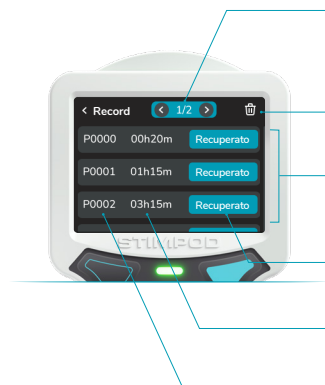 < Record < 1/2 >
P0000 00h20m Recuperato
P0001 01h15m Recuperato
P0002 03h15m Recuperato
STIMPOD